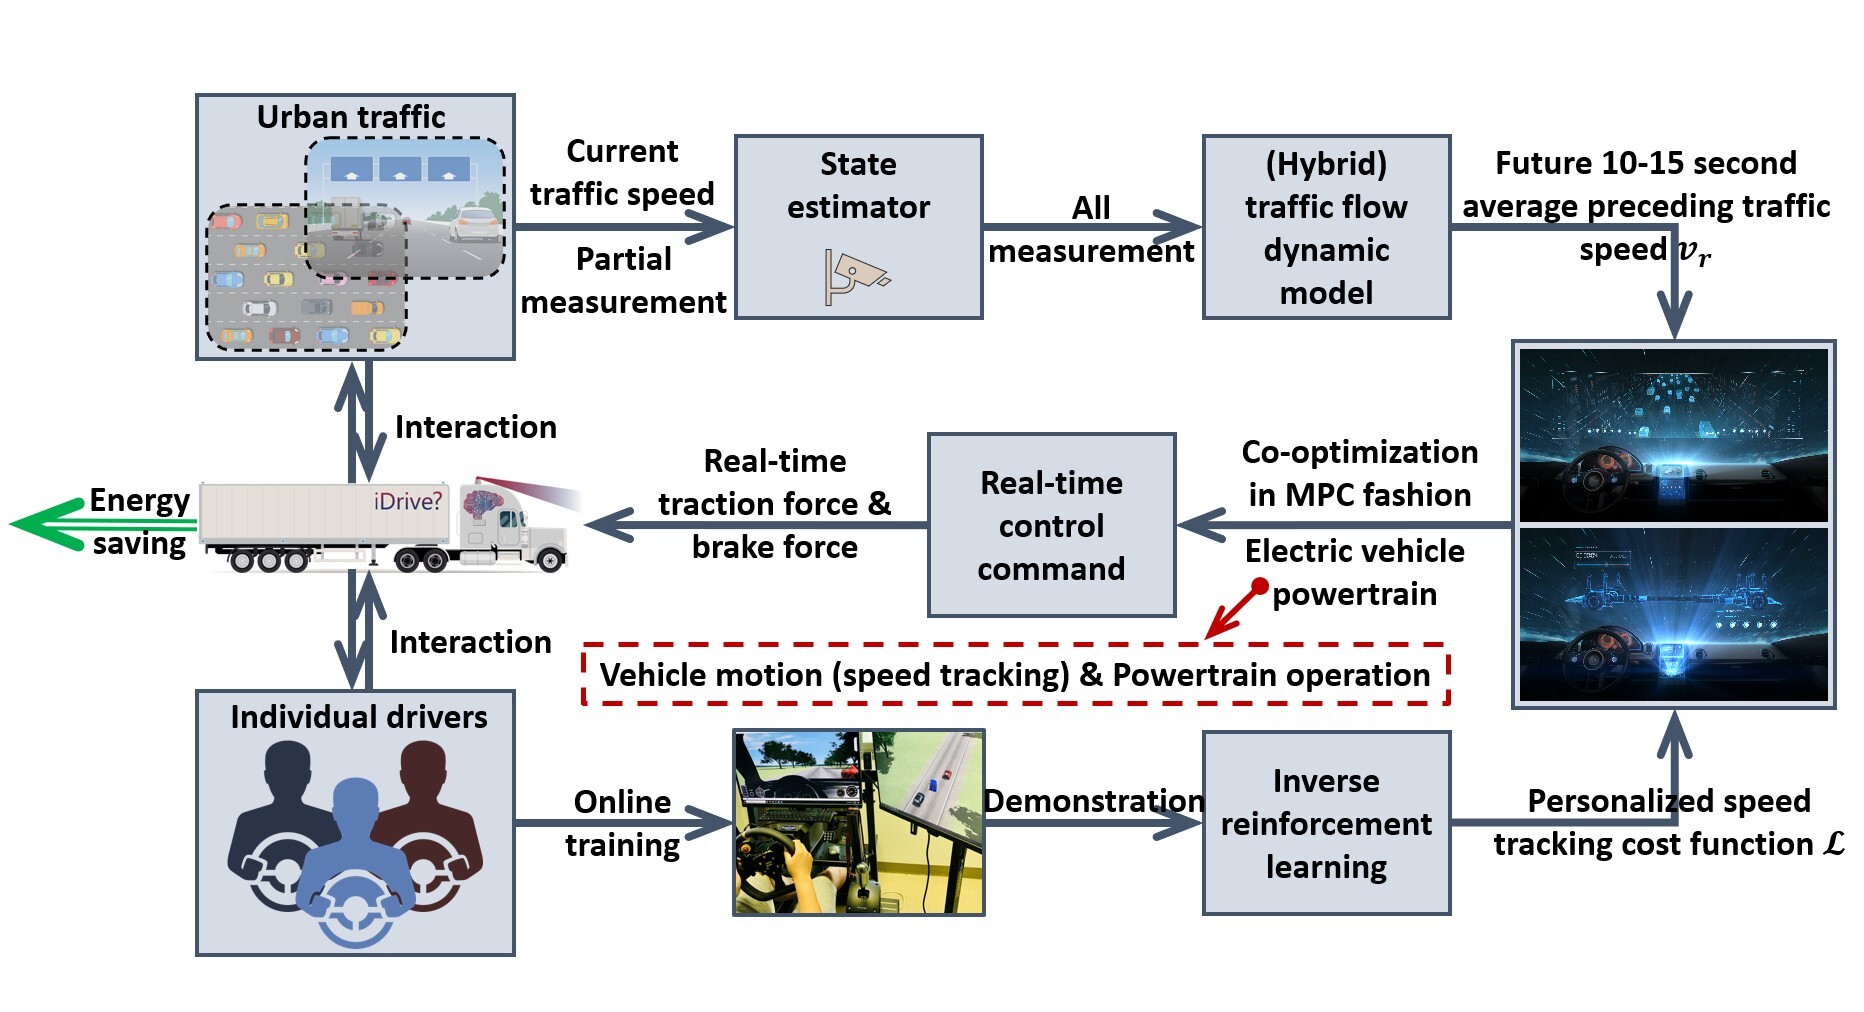 Urban traffic
Current
traffic speed
Partial
measurement
State
estimator
All
measurement
(Hybrid)
traffic flow
dynamic
model
Future 10-15 second
average preceding traffic
speed 𝒗ᵣ
Interaction
Energy
saving
iDrive?
Real-time
traction force &
brake force
Real-time
control
command
Co-optimization
in MPC fashion
Electric vehicle
powertrain
Interaction
Vehicle motion (speed tracking) & Powertrain operation
Individual drivers
Online
training
Demonstration
Inverse
reinforcement
learning
Personalized speed
tracking cost function ℒ